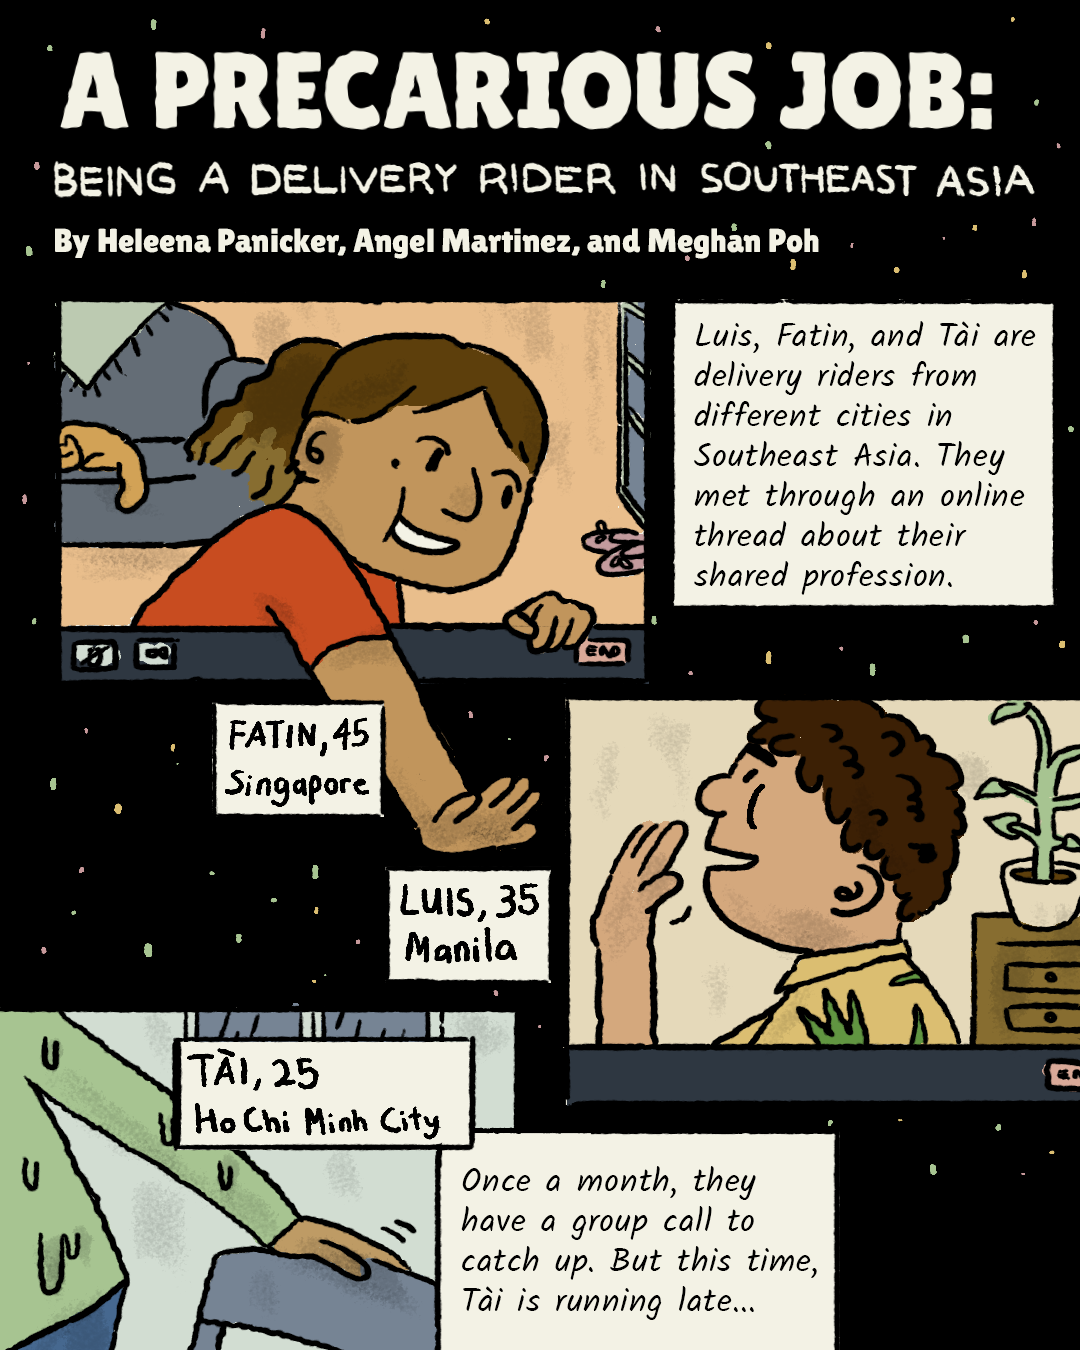 A PRECARIOUS JOB:
BEING A DELIVERY RIDER IN SOUTHEAST ASIA
By Heleena Panicker, Angel Martinez, and Meghan Poh
Luis, Fatin, and Tài are
delivery riders from
different cities in
Southeast Asia. They
met through an online
thread about their
shared profession.
END
FATIN, 45
Singapore
LUIS, 35
Manila
TÀI, 25
Ho Chi Minh City
Once a month, they
have a group call to
catch up. But this time,
Tài is running late...